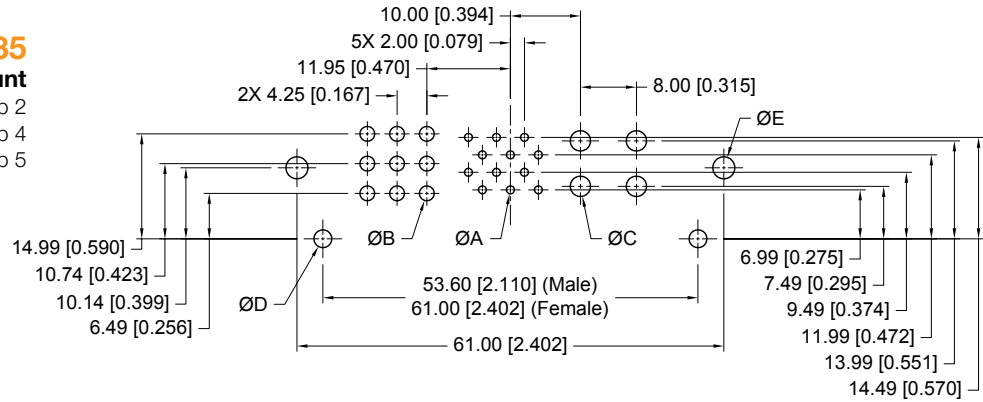 10.00 [0.394]
35
5X 2.00 [0.079]
11.95 [0.470]
8.00 [0.315]
2X 4.25 [0.167]
2
4
5
ØE
ØB
ØA
ØC
ØD
14.99 [0.590]
10.74 [0.423]
10.14 [0.399]
6.49 [0.256]
53.60 [2.110] (Male)
61.00 [2.402] (Female)
61.00 [2.402]
6.99 [0.275]
7.49 [0.295]
9.49 [0.374]
11.99 [0.472]
13.99 [0.551]
14.49 [0.570]